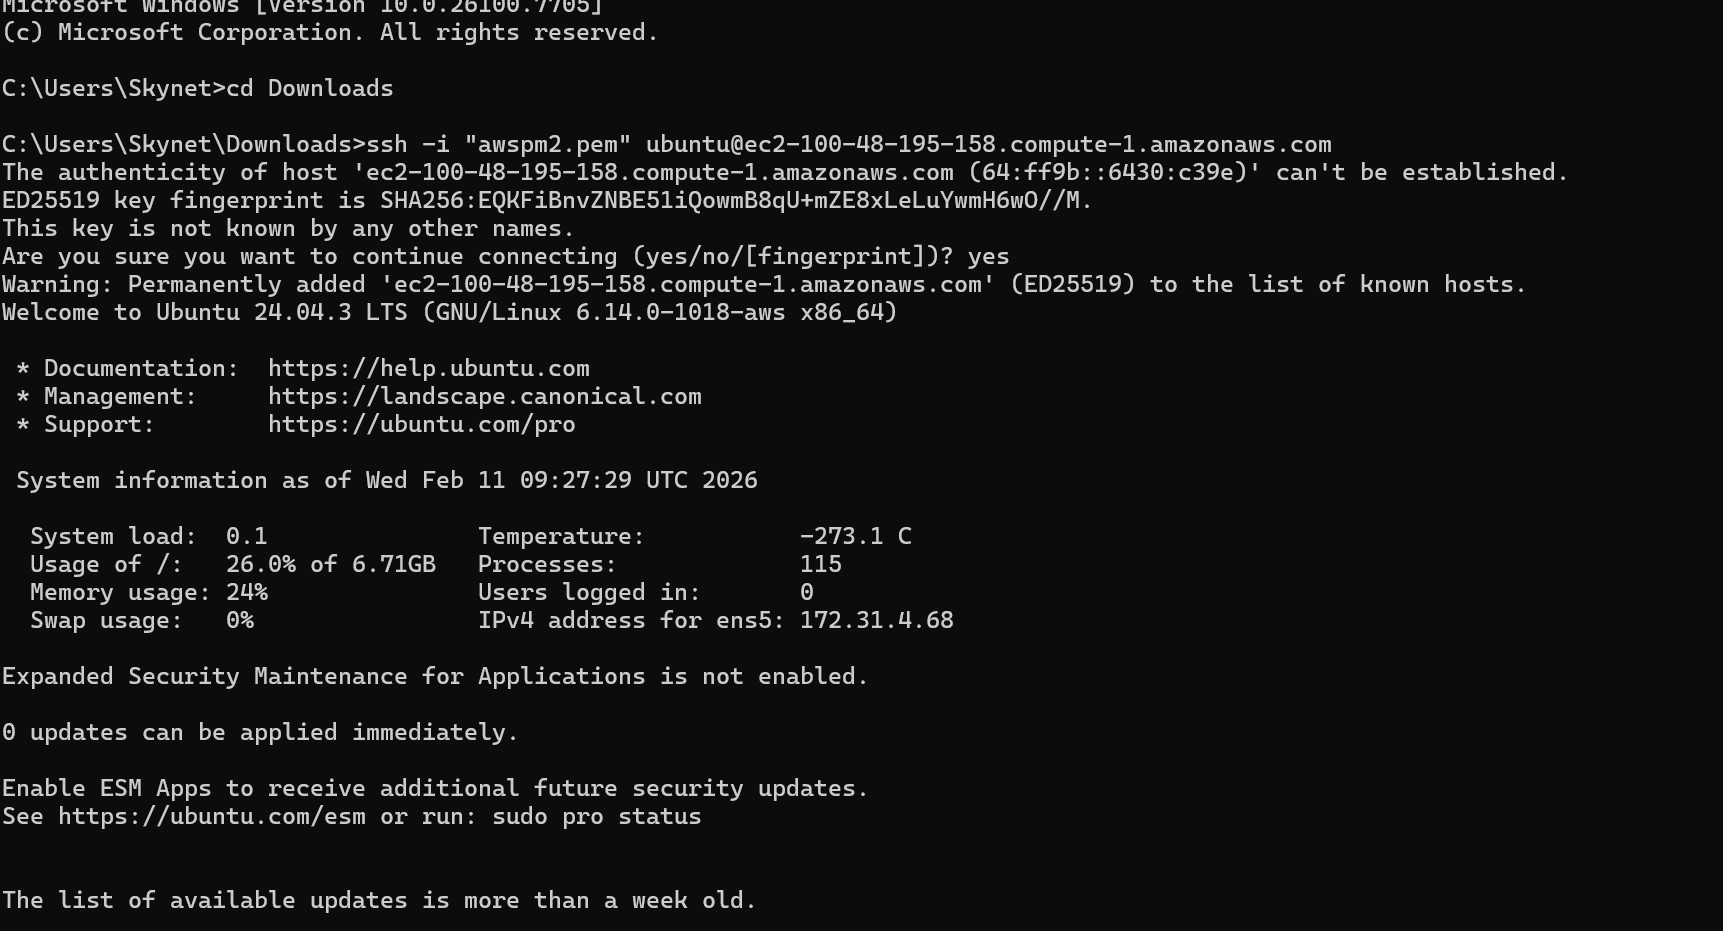 Microsoft Windows [Version 10.0.26100.7705]
(c) Microsoft Corporation. All rights reserved.
C:\Users\Skynet>cd Downloads
C:\Users\Skynet\Downloads>ssh -i "awspm2.pem" ubuntu@ec2-100-48-195-158.compute-1.amazonaws.com
The authenticity of host 'ec2-100-48-195-158.compute-1.amazonaws.com (64:ff9b::6430:c39e)' can't be established.
ED25519 key fingerprint is SHA256:EQKFiBnvZNBE51iQowmB8qU+mZE8xLeLuYwmH6wO//M.
This key is not known by any other names.
Are you sure you want to continue connecting (yes/no/[fingerprint])? yes
Warning: Permanently added 'ec2-100-48-195-158.compute-1.amazonaws.com' (ED25519) to the list of known hosts.
Welcome to Ubuntu 24.04.3 LTS (GNU/Linux 6.14.0-1018-aws x86_64)
* Documentation:  https://help.ubuntu.com
* Management:     https://landscape.canonical.com
* Support:        https://ubuntu.com/pro
System information as of Wed Feb 11 09:27:29 UTC 2026
System load:  0.1               Temperature:           -273.1 C
Usage of /:   26.0% of 6.71GB   Processes:             115
Memory usage: 24%               Users logged in:       0
Swap usage:   0%                IPv4 address for ens5: 172.31.4.68
Expanded Security Maintenance for Applications is not enabled.
0 updates can be applied immediately.
Enable ESM Apps to receive additional future security updates.
See https://ubuntu.com/esm or run: sudo pro status
The list of available updates is more than a week old.